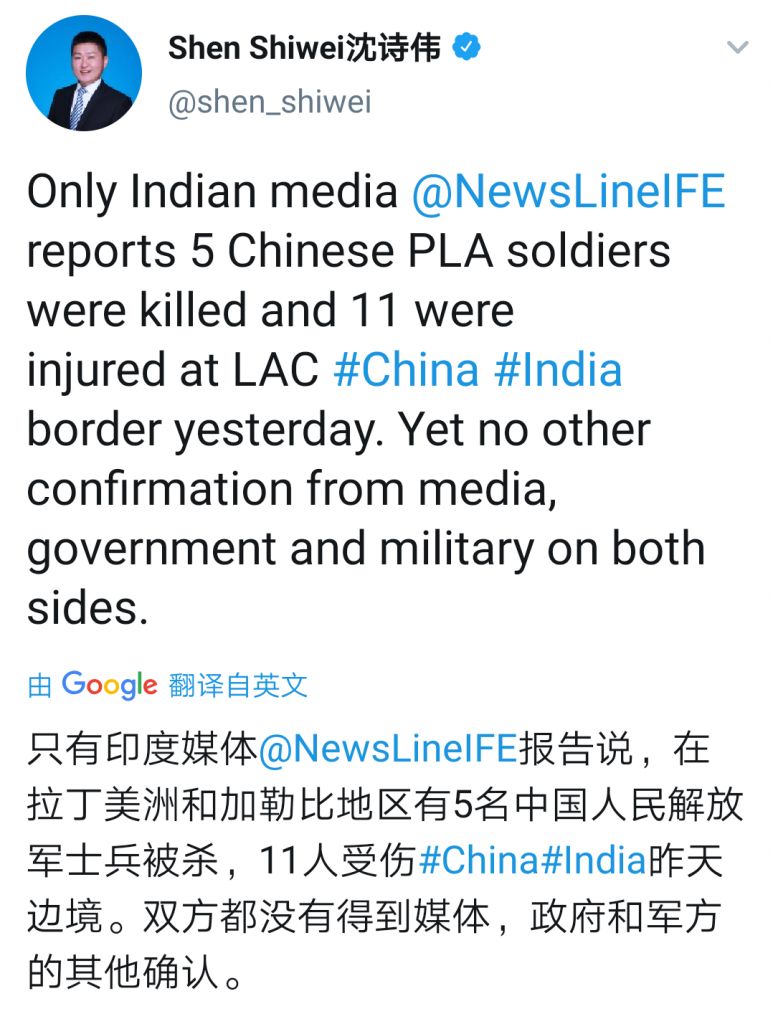 Shen Shiwei沈诗伟
@shen_shiwei
Only Indian media @NewsLineIFE
reports 5 Chinese PLA soldiers
were killed and 11 were
injured at LAC #China #India
border yesterday. Yet no other
confirmation from media,
government and military on both
sides.
由 Google 翻译自英文
只有印度媒体@NewsLineIFE报告说，在
拉丁美洲和加勒比地区有5名中国人民解放
军士兵被杀，11人受伤#China#India昨天
边境。双方都没有得到媒体，政府和军方
的其他确认。